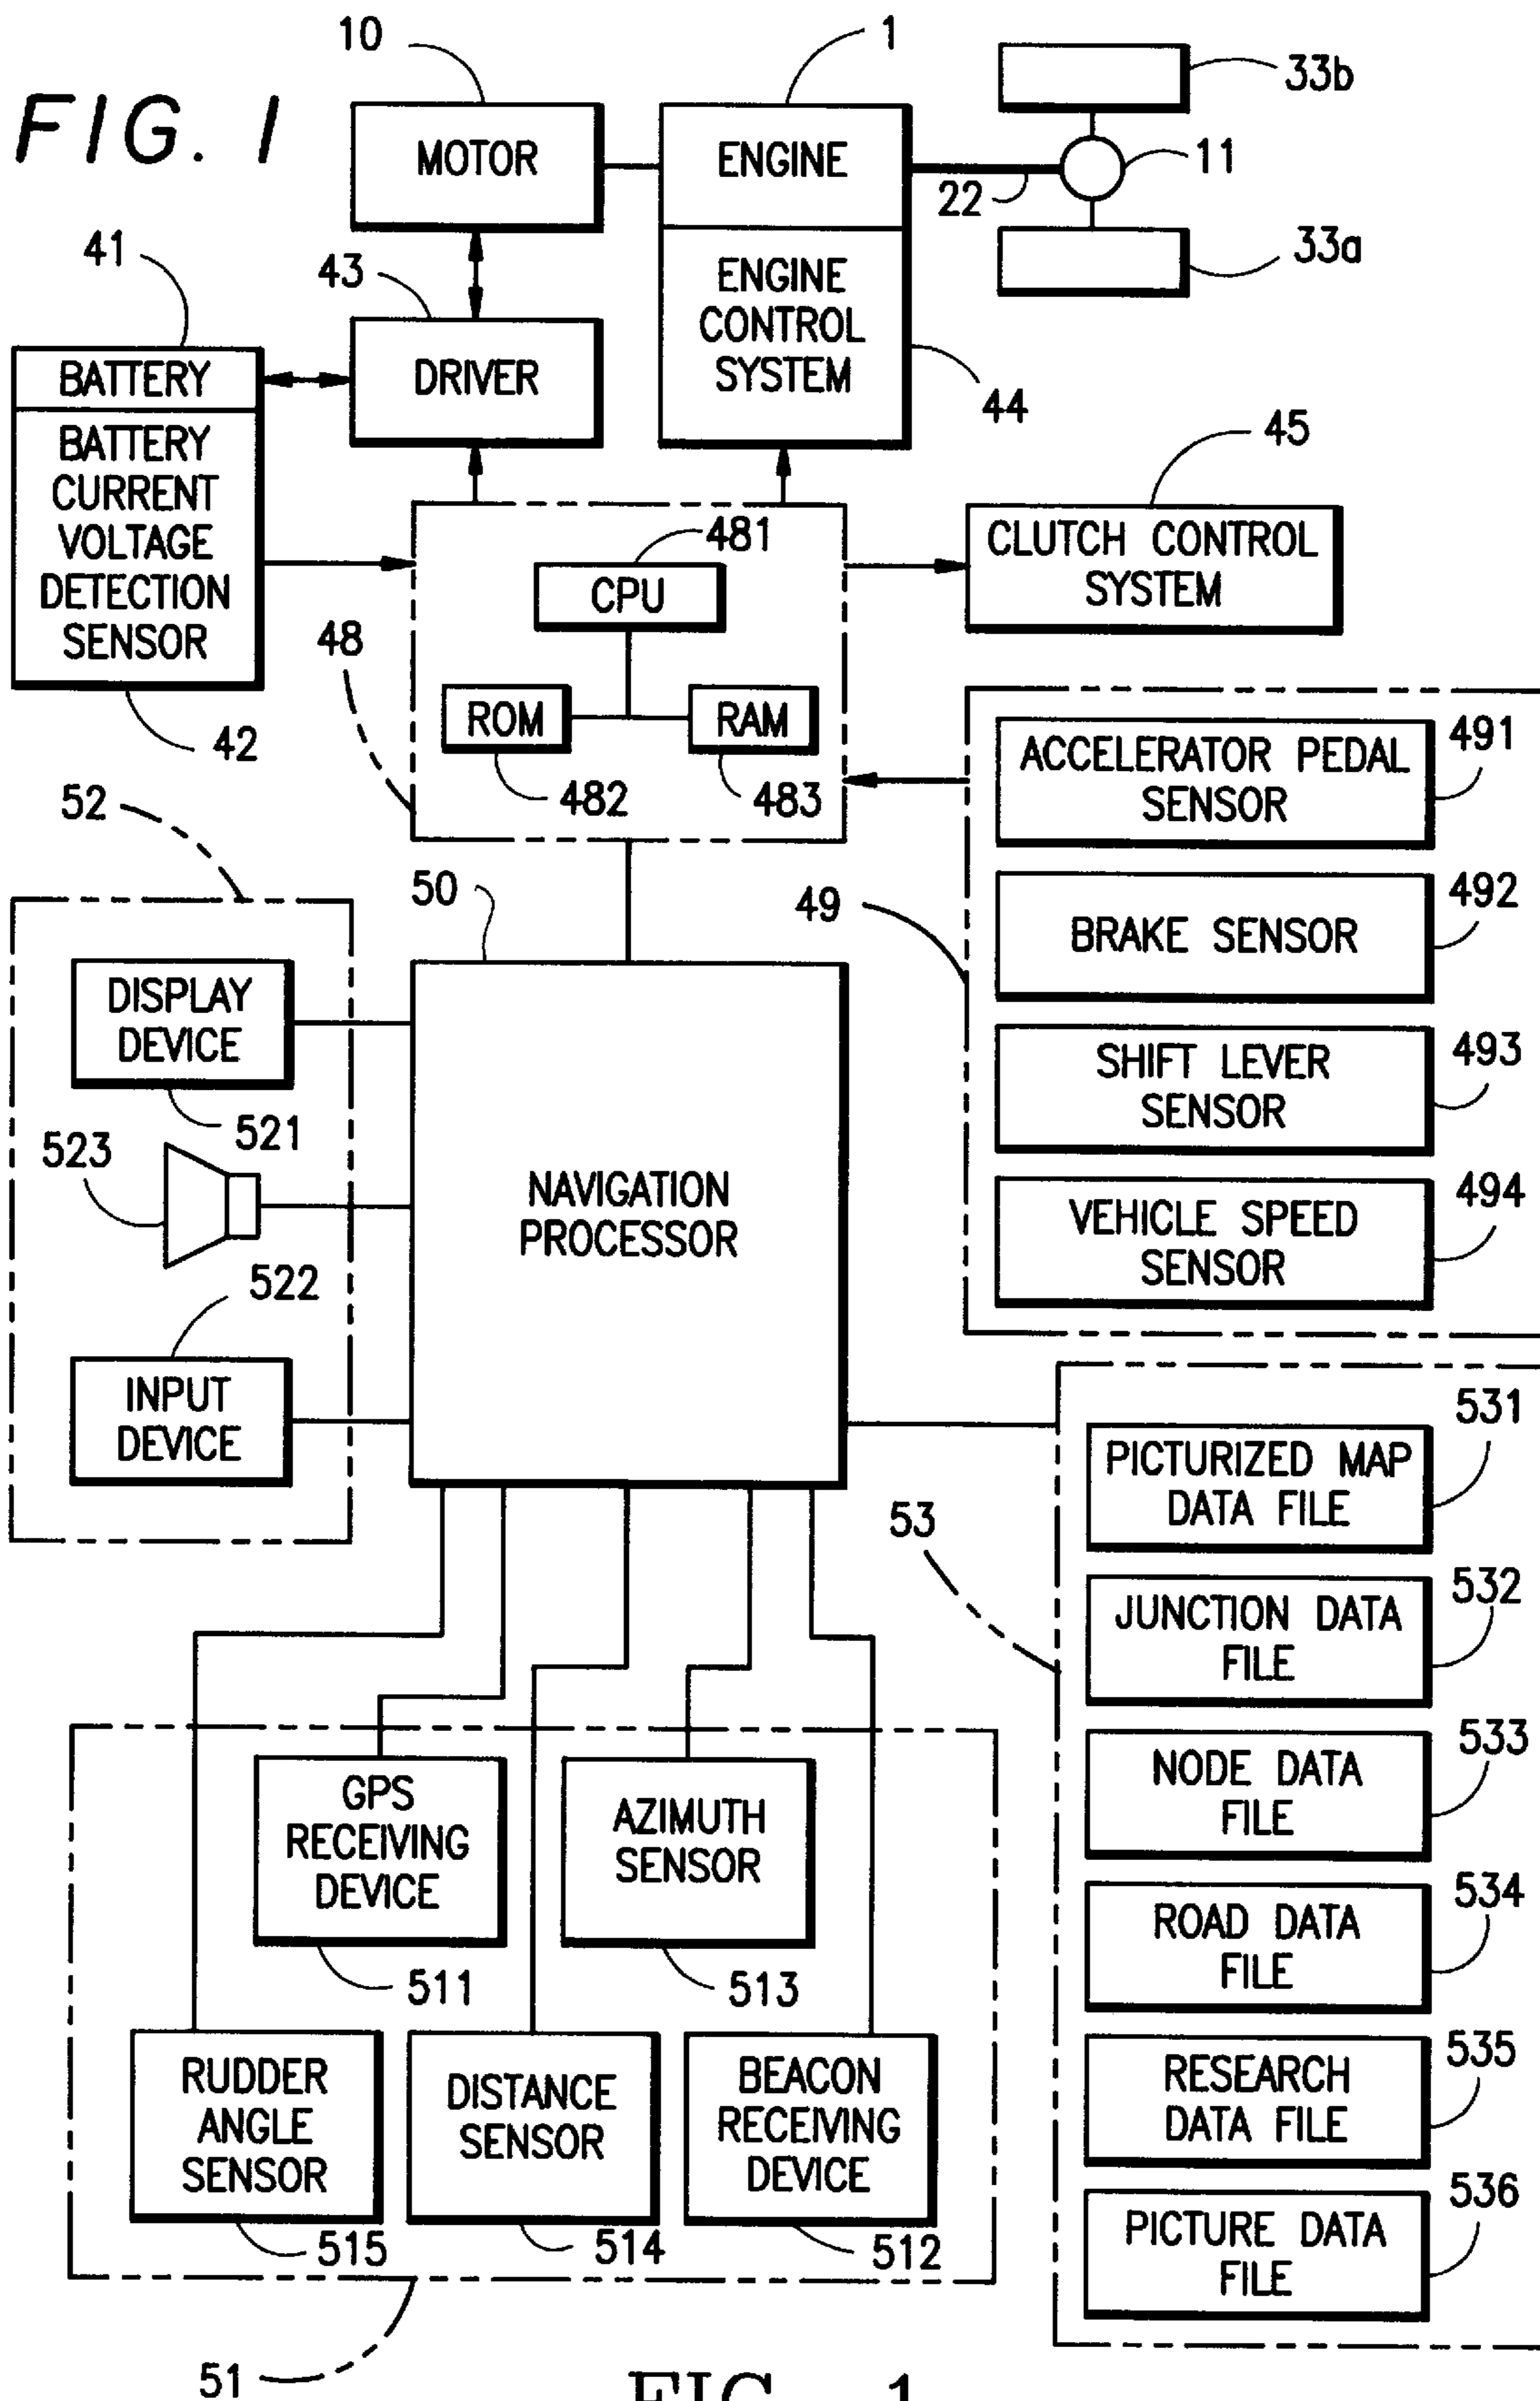 FIG. 1
10
1
33b
MOTOR
ENGINE
11
22
33a
41
43
ENGINE
CONTROL
SYSTEM
44
BATTERY
DRIVER
BATTERY
CURRENT
VOLTAGE
DETECTION
SENSOR
42
45
CLUTCH CONTROL
SYSTEM
481
CPU
48
ROM
RAM
482
483
491
ACCELERATOR PEDAL
SENSOR
49
492
BRAKE SENSOR
493
SHIFT LEVER
SENSOR
494
VEHICLE SPEED
SENSOR
52
50
DISPLAY
DEVICE
521
523
NAVIGATION
PROCESSOR
522
INPUT
DEVICE
53
531
PICTURIZED MAP
DATA FILE
532
JUNCTION DATA
FILE
533
NODE DATA
FILE
534
ROAD DATA
FILE
535
RESEARCH
DATA FILE
536
PICTURE DATA
FILE
GPS
RECEIVING
DEVICE
511
AZIMUTH
SENSOR
513
RUDDER
ANGLE
SENSOR
515
DISTANCE
SENSOR
514
BEACON
RECEIVING
DEVICE
512
51
FIG. 1